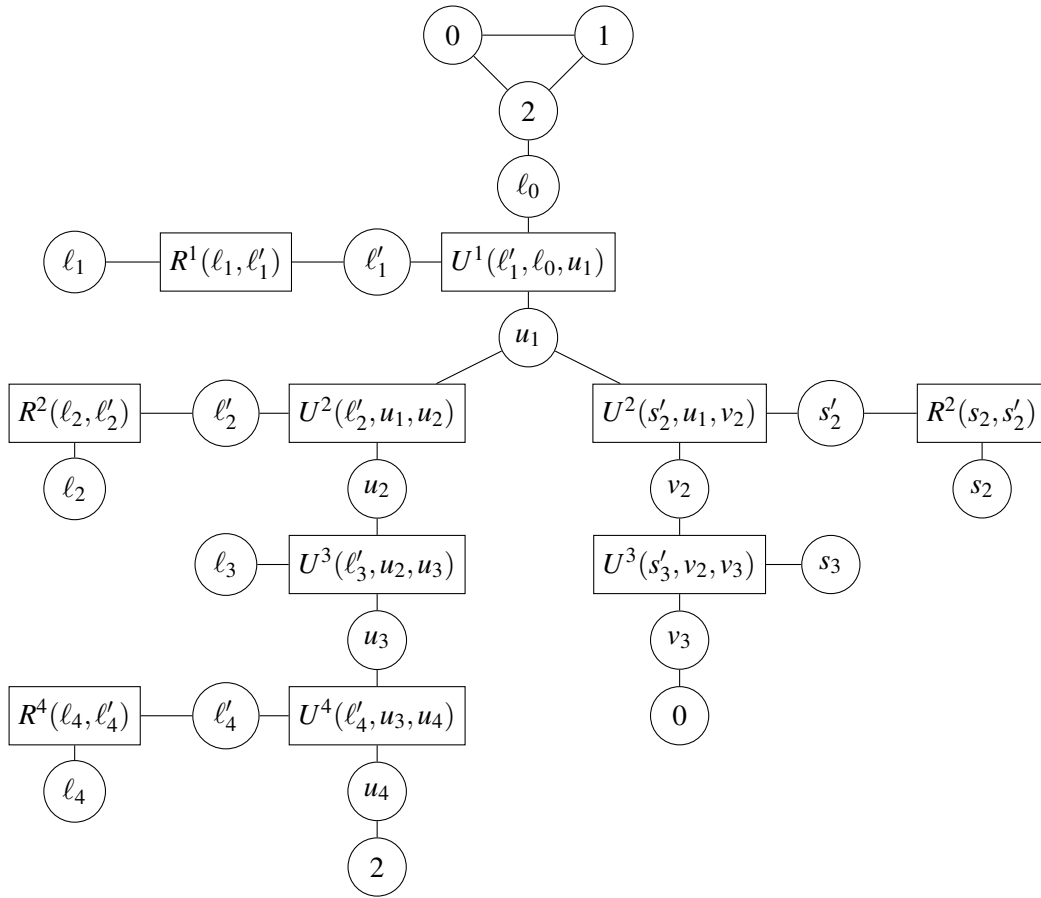 0 1
2
ℓ₀
ℓ₁ R¹(ℓ₁, ℓ′₁) ℓ′₁ U¹(ℓ′₁, ℓ₀, u₁)
u₁
R²(ℓ₂, ℓ′₂) ℓ′₂ U²(ℓ′₂, u₁, u₂) U²(s′₂, u₁, v₂) s′₂ R²(s₂, s′₂)
ℓ₂ u₂ v₂ s₂
ℓ₃ U³(ℓ′₃, u₂, u₃) U³(s′₃, v₂, v₃) s₃
u₃ v₃
R⁴(ℓ₄, ℓ′₄) ℓ′₄ U⁴(ℓ′₄, u₃, u₄) 0
ℓ₄ u₄
2